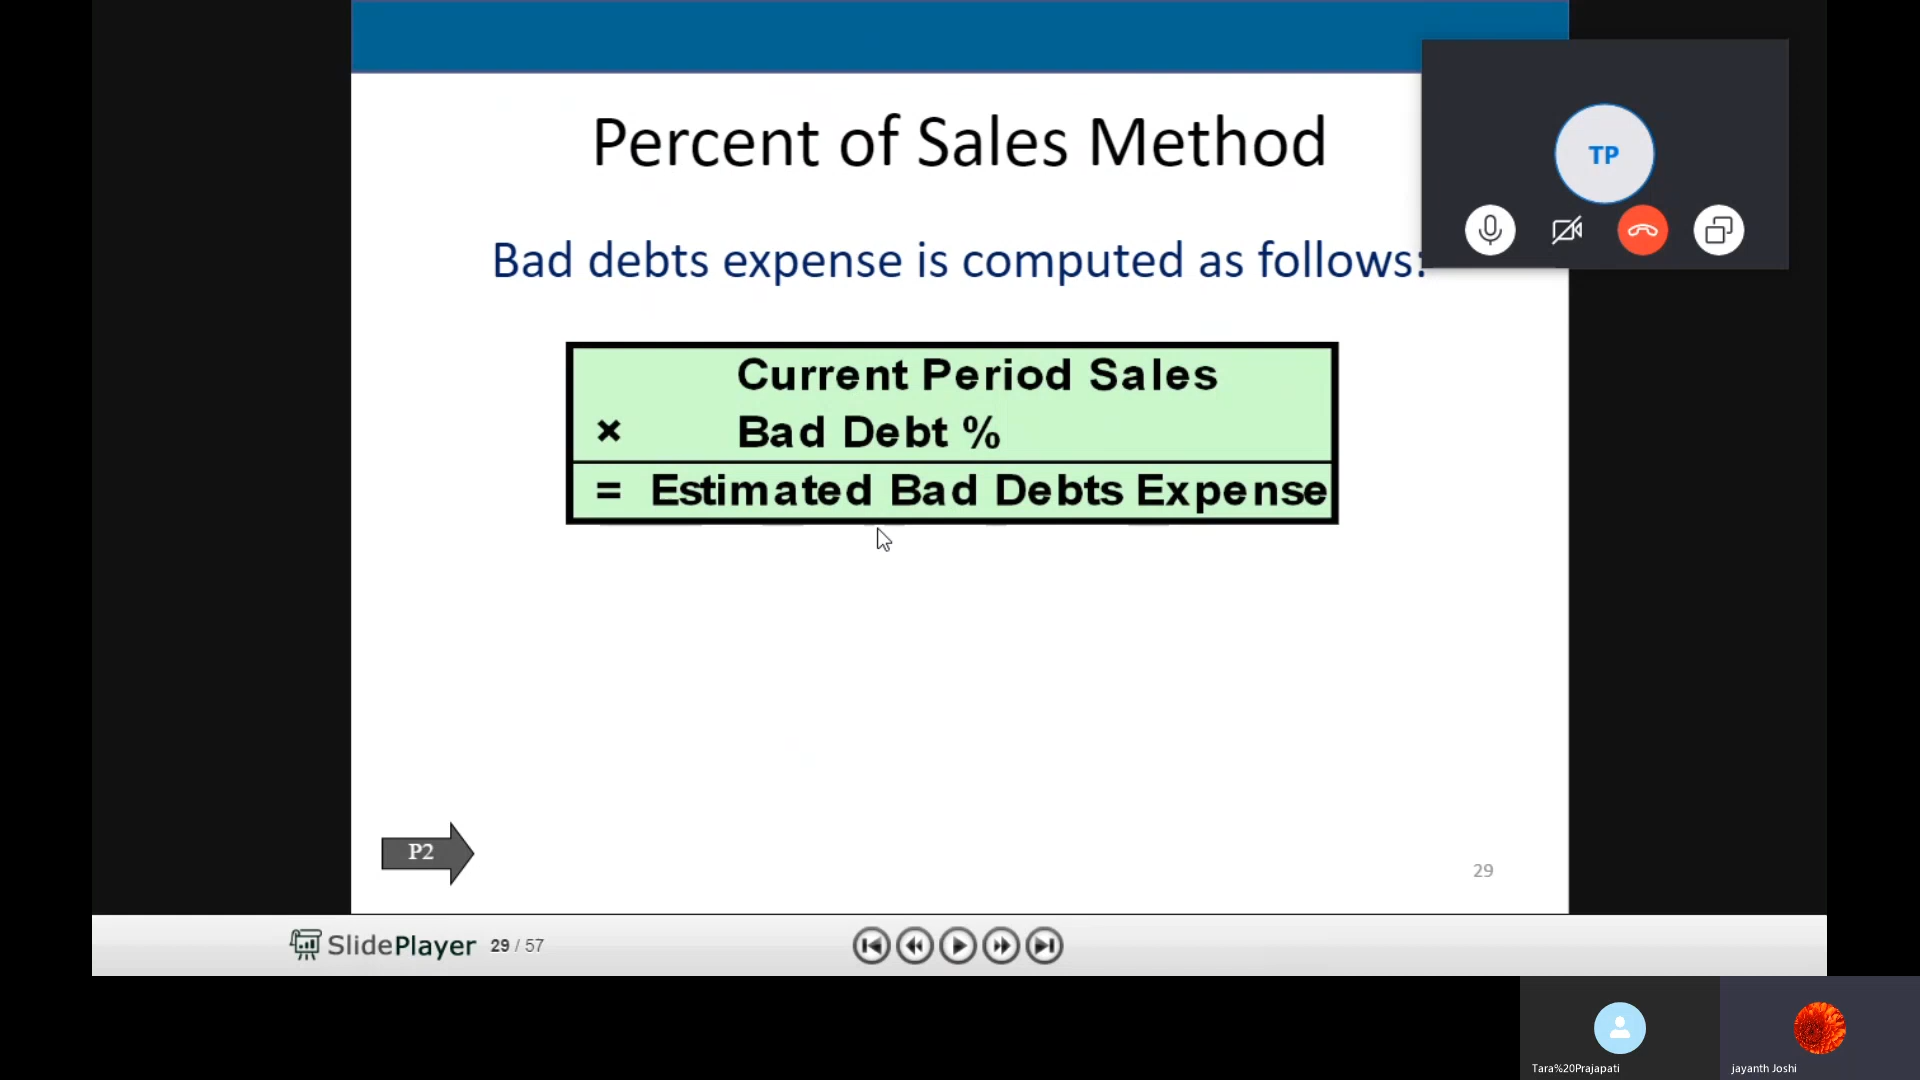 Percent of Sales Method
TP
Bad debts expense is computed as follows:
Current Period Sales
× Bad Debt %
= Estimated Bad Debts Expense
P2
29
SlidePlayer 29 / 57
Tara%20Prajapati
jayanth Joshi